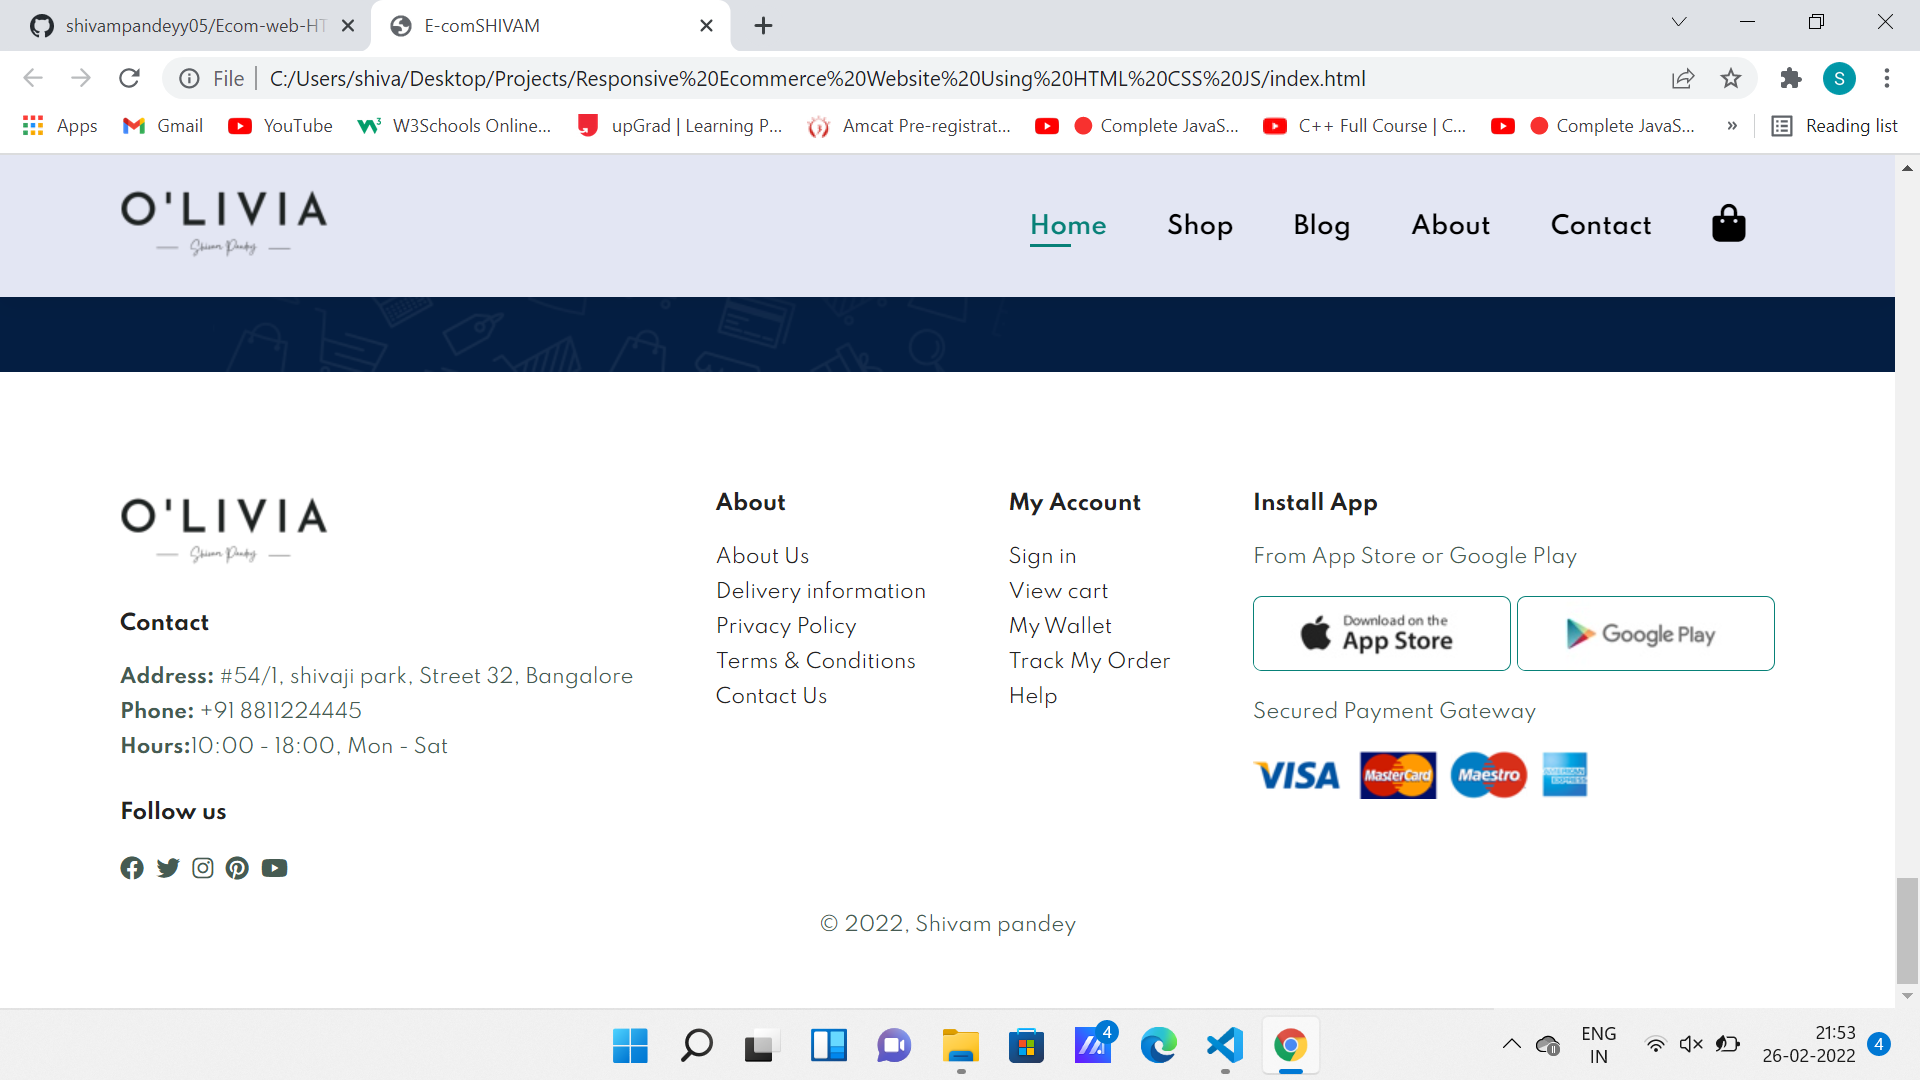 shivampandeyy05/Ecom-web-HT
E-comSHIVAM
File
C:/Users/shiva/Desktop/Projects/Responsive%20Ecommerce%20Website%20Using%20HTML%20CSS%20JS/index.html
S
Apps
Gmail
YouTube
W3Schools Online...
upGrad | Learning P...
Amcat Pre-registrat...
Complete JavaS...
C++ Full Course | C...
Complete JavaS...
»
Reading list
O'LIVIA
Shivam Pandey
Home
Shop
Blog
About
Contact
O'LIVIA
Shivam Pandey
Contact
Address: #54/1, shivaji park, Street 32, Bangalore
Phone: +91 8811224445
Hours:10:00 - 18:00, Mon - Sat
Follow us
About
About Us
Delivery information
Privacy Policy
Terms & Conditions
Contact Us
My Account
Sign in
View cart
My Wallet
Track My Order
Help
Install App
From App Store or Google Play
Download on the
App Store
Google Play
Secured Payment Gateway
VISA
MasterCard
Maestro
AMERICAN
EXPRESS
© 2022, Shivam pandey
4
ENG
IN
21:53
26-02-2022
4